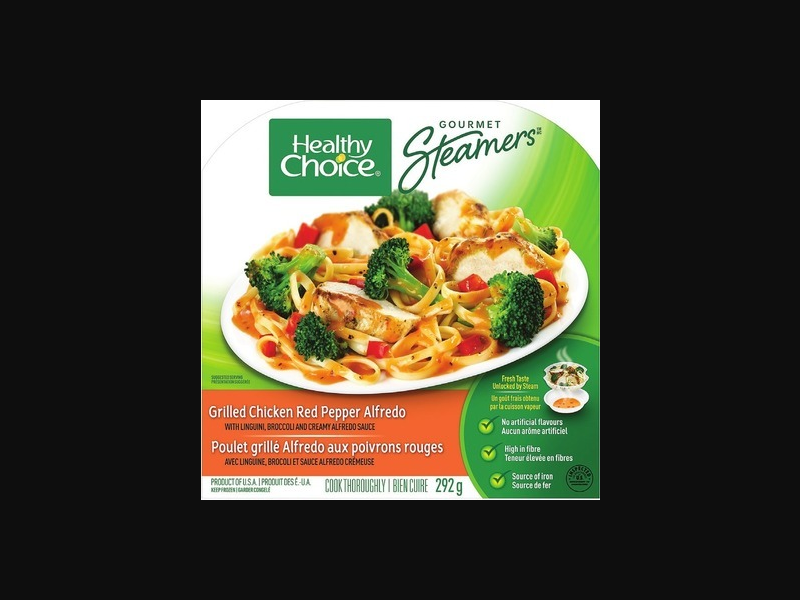 Healthy
Choice®
GOURMET
Steamers
Fresh Taste
Unlocked by Steam
Un goût frais obtenu
par la cuisson vapeur
Grilled Chicken Red Pepper Alfredo
WITH LINGUINI, BROCCOLI AND CREAMY ALFREDO SAUCE
Poulet grillé Alfredo aux poivrons rouges
AVEC LINGUINE, BROCOLI ET SAUCE ALFREDO CRÉMEUSE
No artificial flavours
Aucun arôme artificiel
High in fibre
Teneur élevée en fibres
Source of iron
Source de fer
PRODUCT OF U.S.A. | PRODUIT DES É.-U.A.
KEEP FROZEN | GARDER CONGELÉ
COOK THOROUGHLY | BIEN CUIRE 292 g